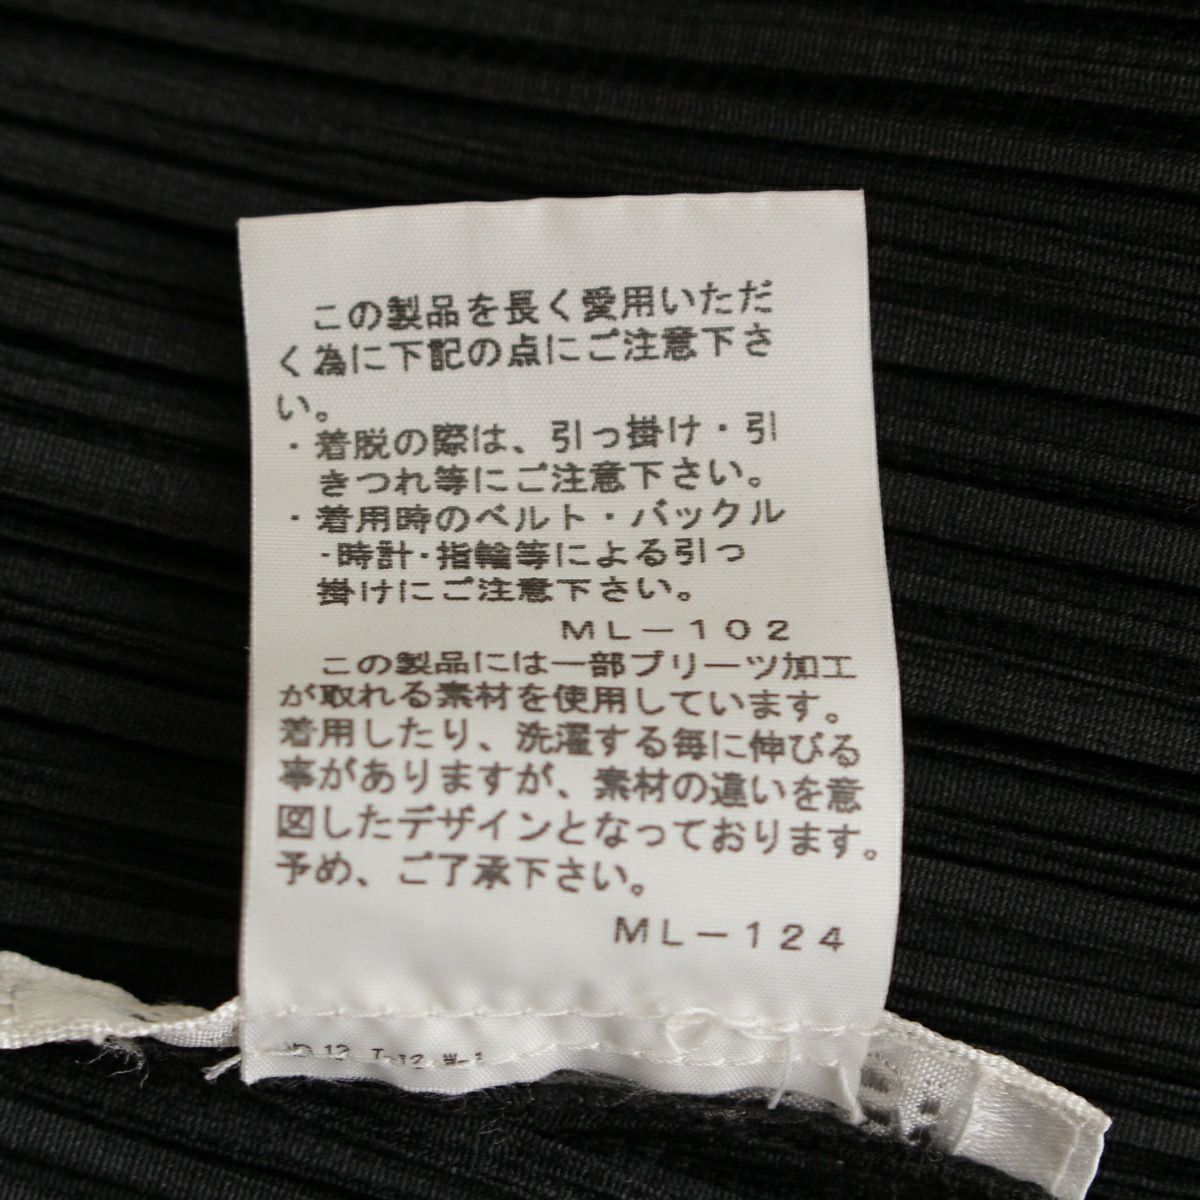 この製品を長く愛用いただ
く為に下記の点にご注意下さ
い。
・着脱の際は、引っ掛け・引
きつれ等にご注意下さい。
・着用時のベルト・バックル
・時計・指輪等による引っ
掛けにご注意下さい。
ML－102
この製品には一部プリーツ加工
が取れる素材を使用しています。
着用したり、洗濯する毎に伸びる
事がありますが、素材の違いを意
図したデザインとなっております。
予め、ご了承下さい。
ML－124